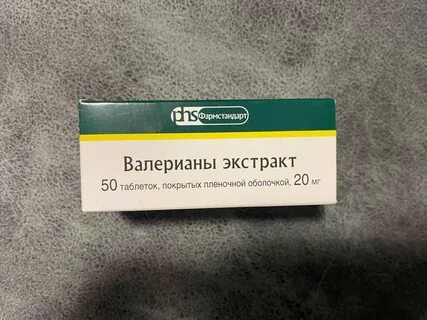 phs Фармстандарт
Валерианы экстракт
50 таблеток, покрытых пленочной оболочкой, 20 мг